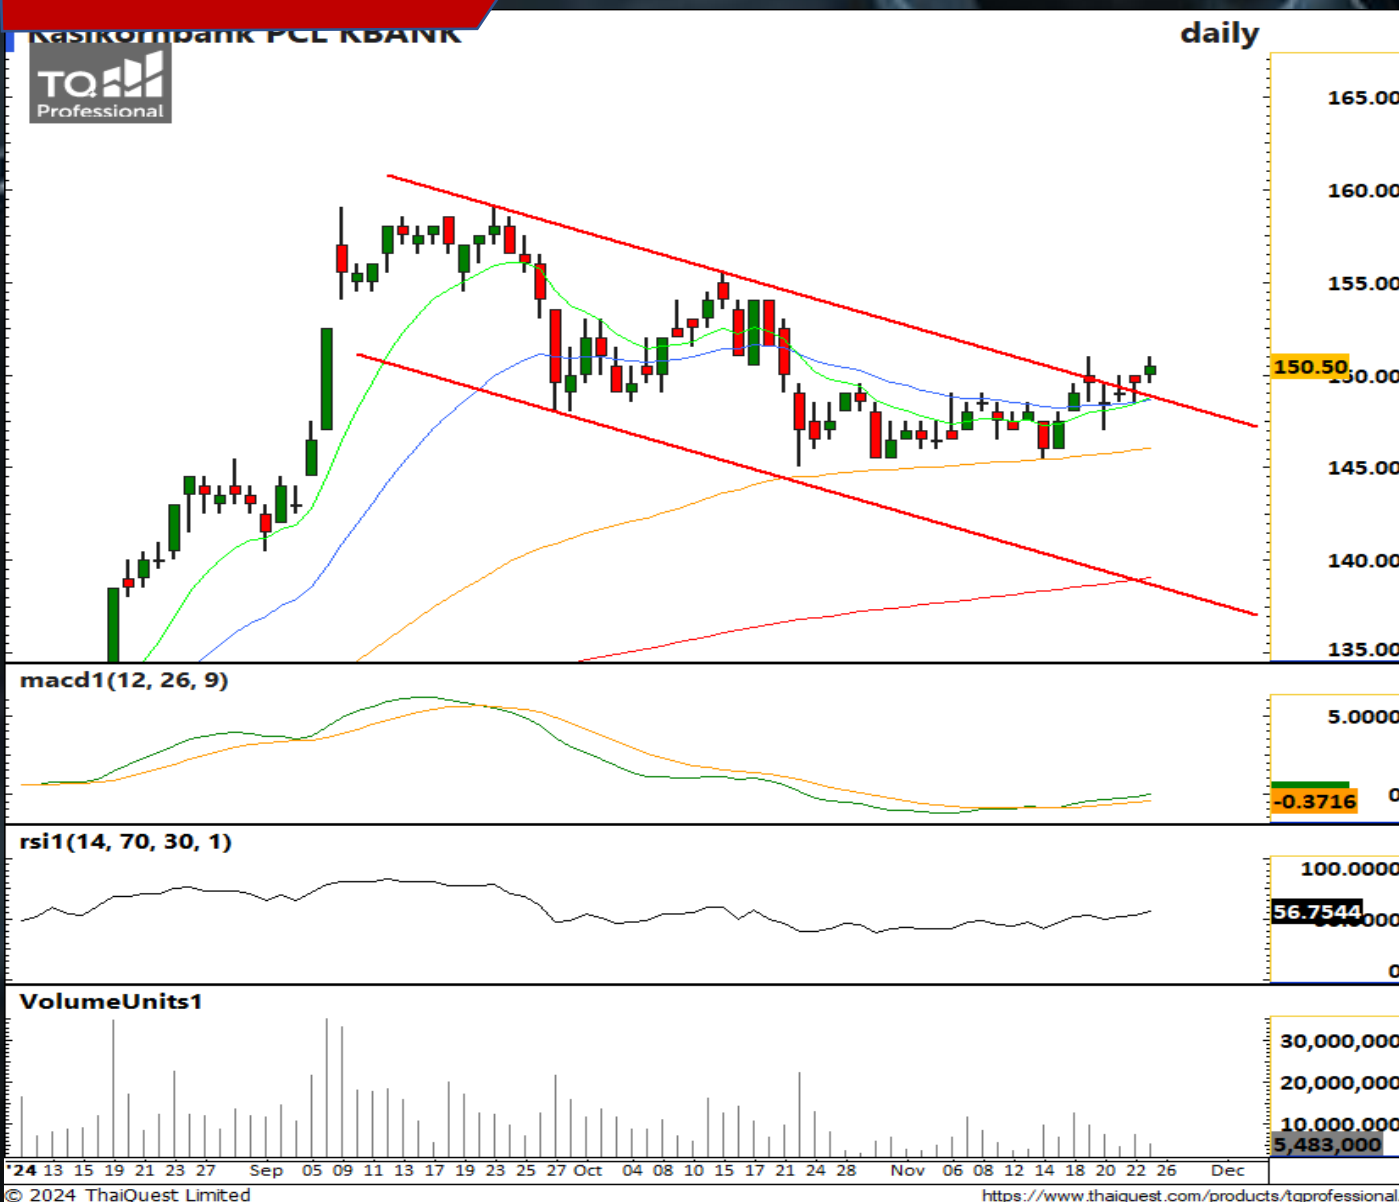 Kasikornbank PCL KBANK
daily
TQ
Professional
165.00
160.00
155.00
150.50
145.00
140.00
135.00
macd1(12, 26, 9)
5.0000
0
-0.3716
rsi1(14, 70, 30, 1)
100.0000
56.7544
0
VolumeUnits1
30,000,000
20,000,000
10,000,000
5,483,000
'24 13 15 19 21 23 27 Sep 05 09 11 13 17 19 23 25 27 Oct 04 08 10 15 17 21 24 28 Nov 06 08 12 14 18 20 22 26 Dec
© 2024 ThaiQuest Limited
https://www.thaiquest.com/products/tqprofessional